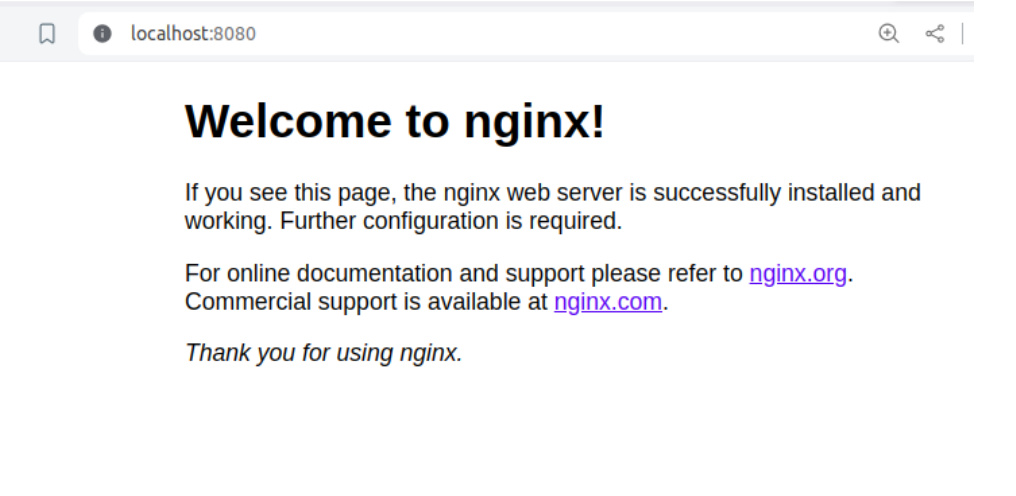 localhost:8080
Welcome to nginx!
If you see this page, the nginx web server is successfully installed and
working. Further configuration is required.
For online documentation and support please refer to nginx.org.
Commercial support is available at nginx.com.
Thank you for using nginx.